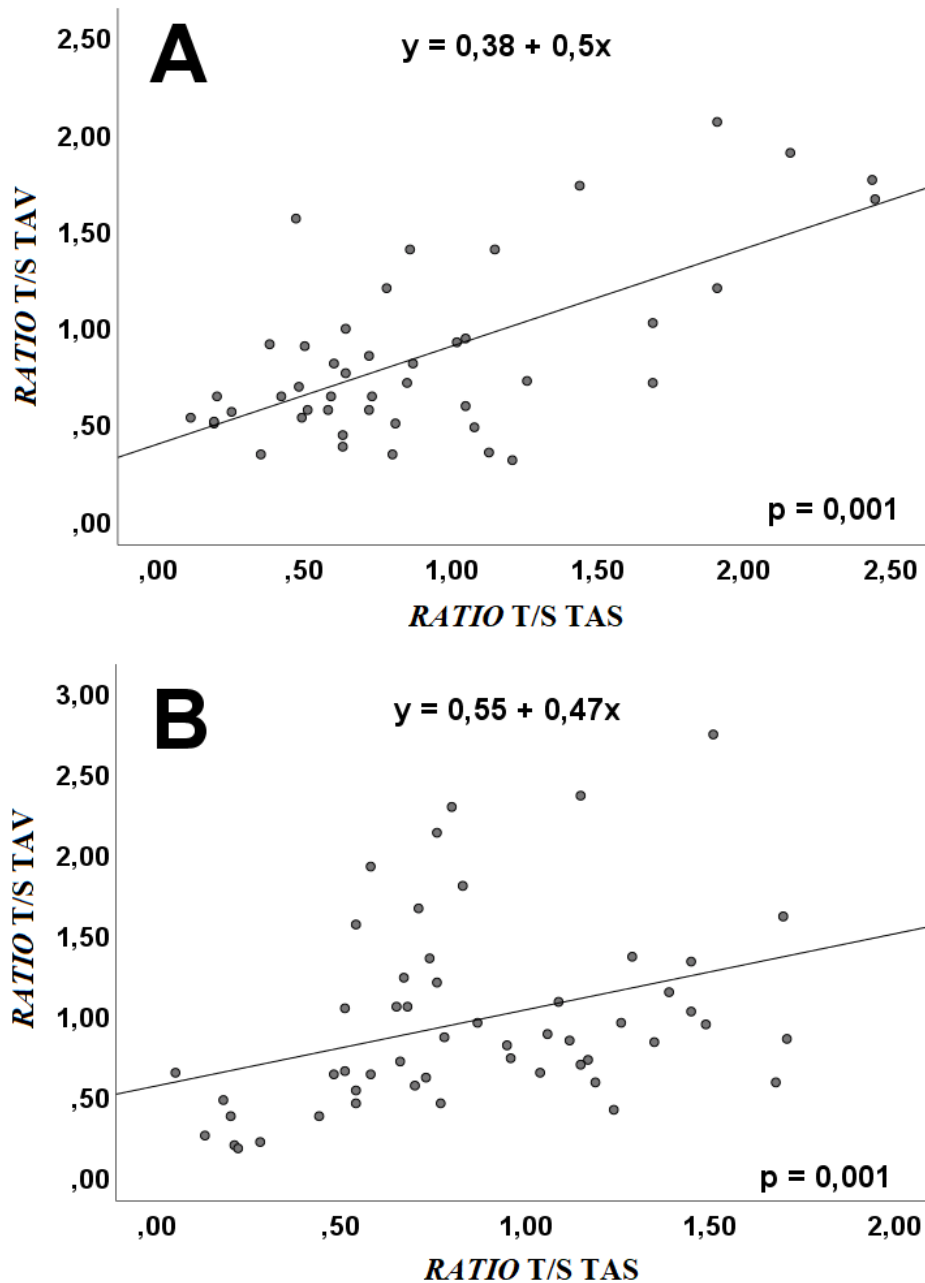 A
y = 0,38 + 0,5x
2,50
2,00
1,50
1,00
,50
,00
RATIO T/S TAV
p = 0,001
,00 ,50 1,00 1,50 2,00 2,50
RATIO T/S TAS
B
y = 0,55 + 0,47x
3,00
2,50
2,00
1,50
1,00
,50
,00
RATIO T/S TAV
p = 0,001
,00 ,50 1,00 1,50 2,00
RATIO T/S TAS